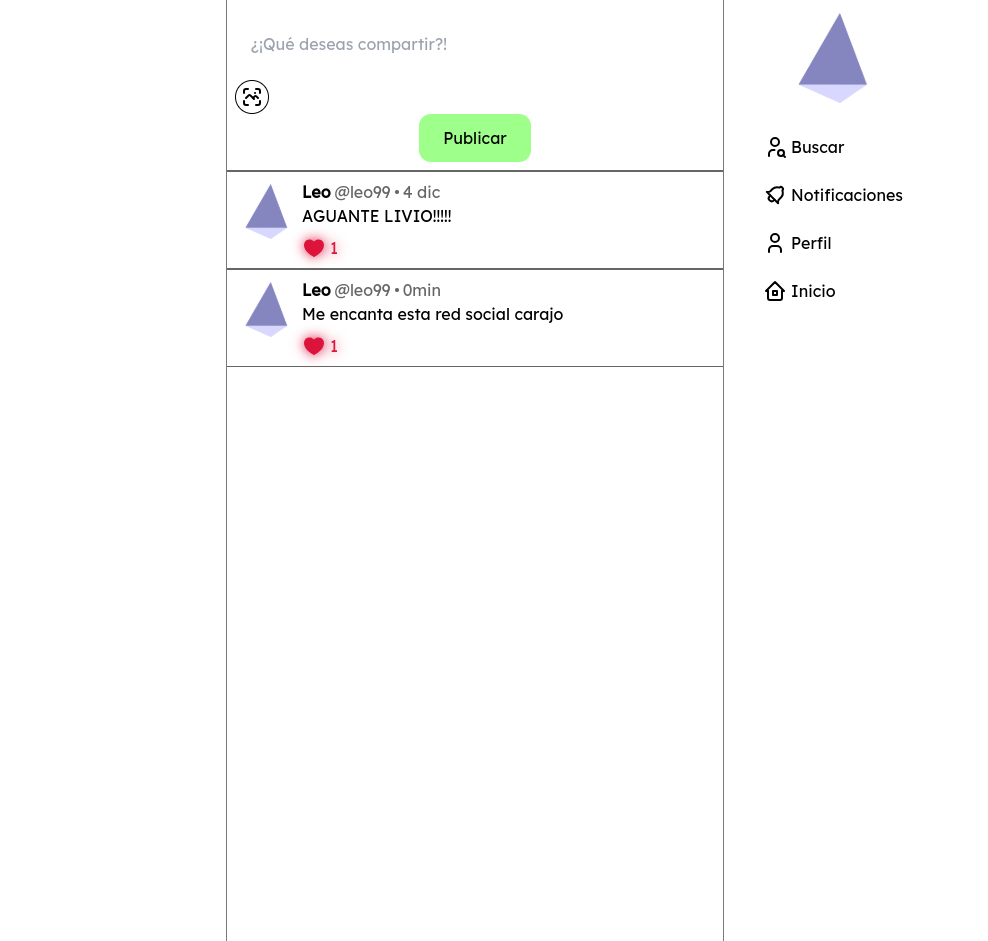 ¿¡Qué deseas compartir?!
Publicar
Leo @leo99 • 4 dic
AGUANTE LIVIO!!!!!
1
Leo @leo99 • 0min
Me encanta esta red social carajo
1
Buscar
Notificaciones
Perfil
Inicio